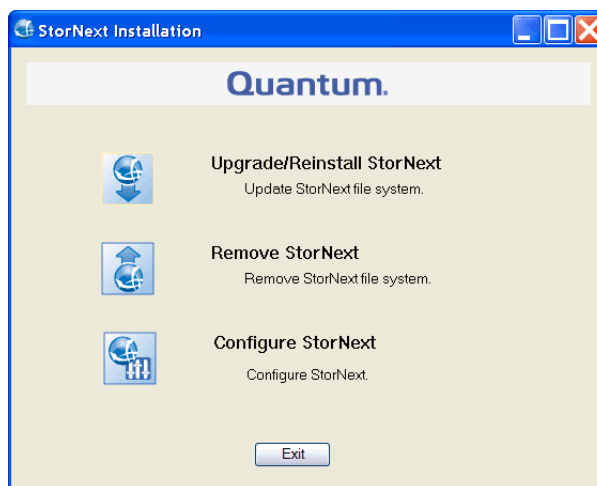 StorNext Installation
Quantum.
Upgrade/Reinstall StorNext
Update StorNext file system.
Remove StorNext
Remove StorNext file system.
Configure StorNext
Configure StorNext.
Exit